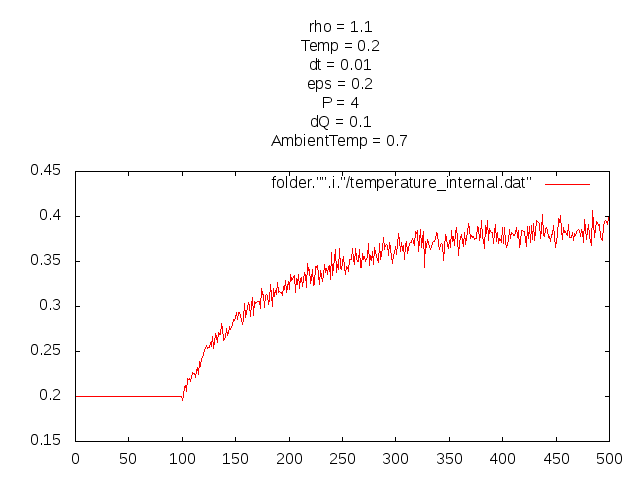 rho = 1.1
Temp = 0.2
dt = 0.01
eps = 0.2
P = 4
dQ = 0.1
AmbientTemp = 0.7
folder."".i."/temperature_internal.dat"
0.45
0.4
0.35
0.3
0.25
0.2
0.15
0 50 100 150 200 250 300 350 400 450 500